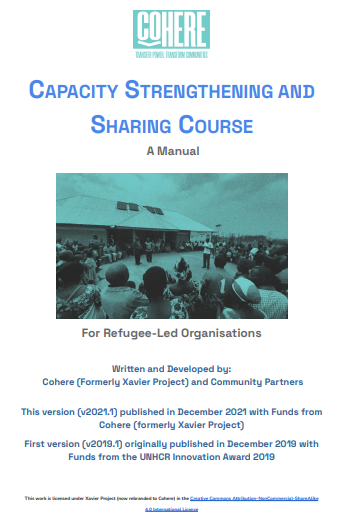 COHERE
TRANSFER POWER. TRANSFORM COMMUNITIES.
CAPACITY STRENGTHENING AND
SHARING COURSE
A Manual
For Refugee-Led Organisations
Written and Developed by:
Cohere (Formerly Xavier Project) and Community Partners
This version (v2021.1) published in December 2021 with Funds from
Cohere (formerly Xavier Project)
First version (v2019.1) originally published in December 2019 with
Funds from the UNHCR Innovation Award 2019
This work is licensed under Xavier Project (now rebranded to Cohere) in the Creative Commons Attribution-NonCommercial-ShareAlike
4.0 International License